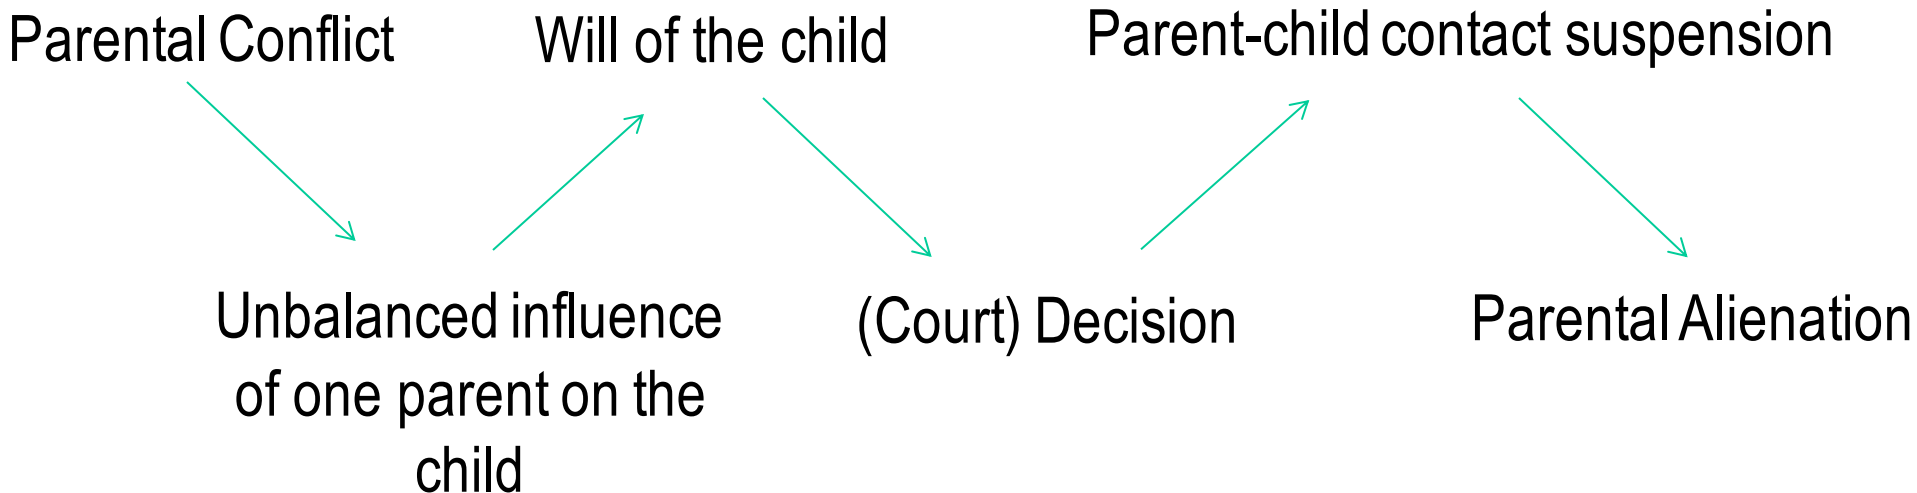 Parental Conflict
Will of the child
Parent-child contact suspension
Unbalanced influence
of one parent on the
child
(Court) Decision
Parental Alienation